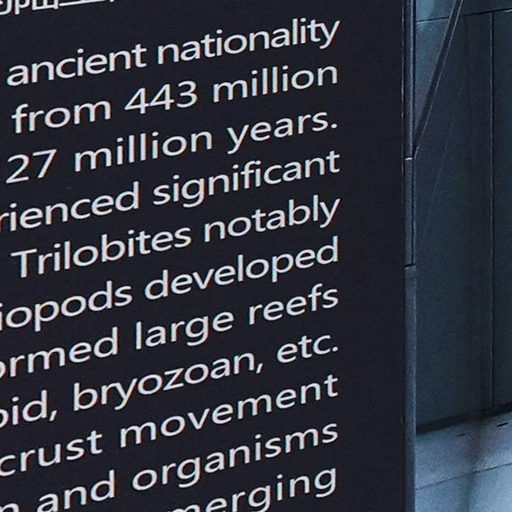 ancient nationality
from 443 million
27 million years.
rienced significant
Trilobites notably
iopods developed
ormed large reefs
oid, bryozoan, etc.
crust movement
and organisms
merging